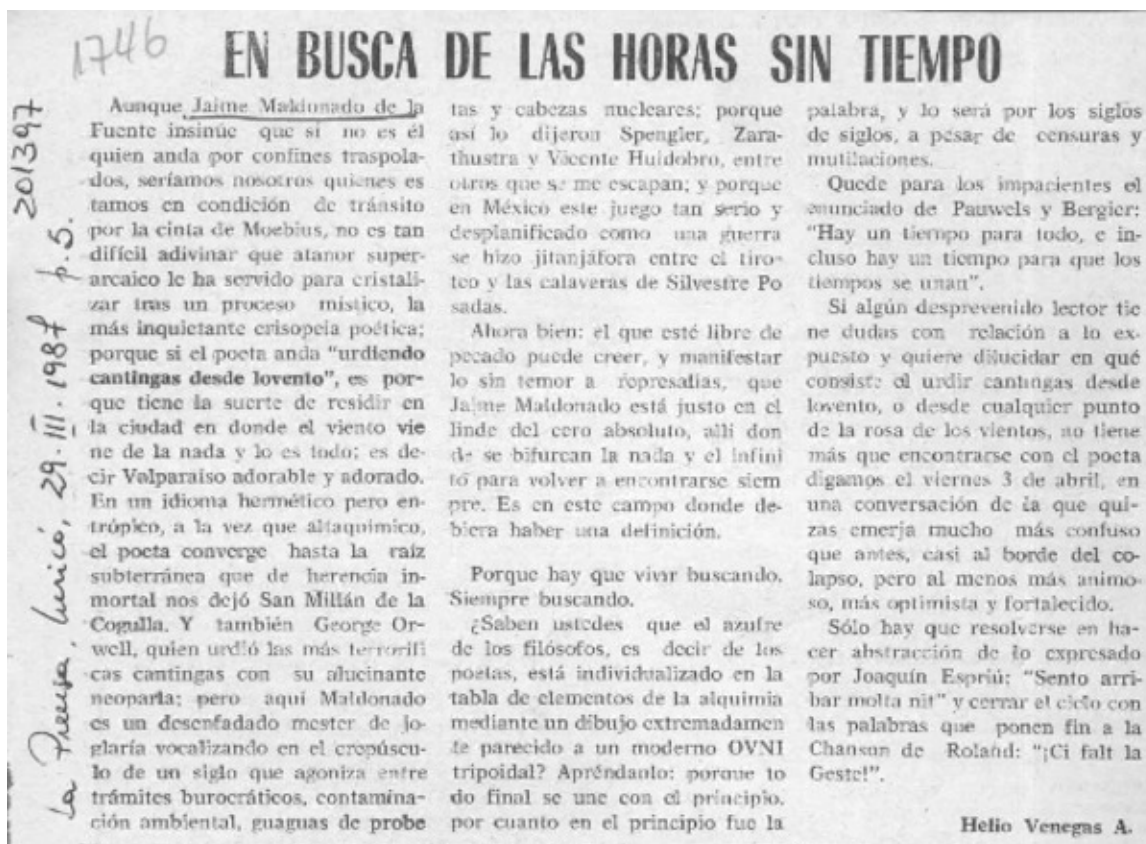 1746
EN BUSCA DE LAS HORAS SIN TIEMPO
201397
La Prensa, Curicó, 29.III.1987 p.5.
Aunque Jaime Maldonado de la
Fuente insinúe que si no es él
quien anda por confines traspola-
dos, seríamos nosotros quienes es
tamos en condición de tránsito
por la cinta de Moebius, no es tan
difícil adivinar que atanor super-
arcaico le ha servido para cristali-
zar tras un proceso místico, la
más inquietante crisopeia poética;
porque si el poeta anda "urdiendo
cantingas desde lovento", es por-
que tiene la suerte de residir en
la ciudad en donde el viento vie
ne de la nada y lo es todo; es de-
cir Valparaíso adorable y adorado.
En un idioma hermético pero en-
trópico, a la vez que altaquímico,
el poeta converge hasta la raíz
subterránea que de herencia in-
mortal nos dejó San Millán de la
Cogulla. Y también George Or-
well, quien urdió las más terrorifi
cas cantingas con su alucinante
neoparla; pero aquí Maldonado
es un desenfadado mester de jo-
glaría vocalizando en el crepúscu-
lo de un siglo que agoniza entre
trámites burocráticos, contamina-
ción ambiental, guaguas de probe
tas y cabezas nucleares; porque
así lo dijeron Spengler, Zara-
thustra y Vicente Huidobro, entre
otros que se me escapan; y porque
en México este juego tan serio y
desplanificado como una guerra
se hizo jitanjáfora entre el tiro-
teo y las calaveras de Silvestre Po
sadas.
Ahora bien: el que esté libre de
pecado puede creer, y manifestar
lo sin temor a represalias, que
Jaime Maldonado está justo en el
linde del cero absoluto, allí don
de se bifurcan la nada y el infini
to para volver a encontrarse siem
pre. Es en este campo donde de-
biera haber una definición.
Porque hay que vivir buscando.
Siempre buscando.
¿Saben ustedes que el azufre
de los filósofos, es decir de los
poetas, está individualizado en la
tabla de elementos de la alquimia
mediante un dibujo extremadamen
te parecido a un moderno OVNI
tripoidal? Apréndanlo: porque to
do final se une con el principio,
por cuanto en el principio fue la
palabra, y lo será por los siglos
de siglos, a pesar de censuras y
mutilaciones.
Quede para los impacientes el
enunciado de Pauwels y Bergier:
"Hay un tiempo para todo, e in-
cluso hay un tiempo para que los
tiempos se unan".
Si algún desprevenido lector tie
ne dudas con relación a lo ex-
puesto y quiere dilucidar en qué
consiste el urdir cantingas desde
lovento, o desde cualquier punto
de la rosa de los vientos, no tiene
más que encontrarse con el poeta
digamos el viernes 3 de abril, en
una conversación de la que qui-
zas emerja mucho más confuso
que antes, casi al borde del co-
lapso, pero al menos más animo-
so, más optimista y fortalecido.
Sólo hay que resolverse en ha-
cer abstracción de lo expresado
por Joaquín Espriú: "Sento arri-
bar molta nit" y cerrar el ciclo con
las palabras que ponen fin a la
Chanson de Roland: "¡Ci falt la
Geste!".
Helio Venegas A.